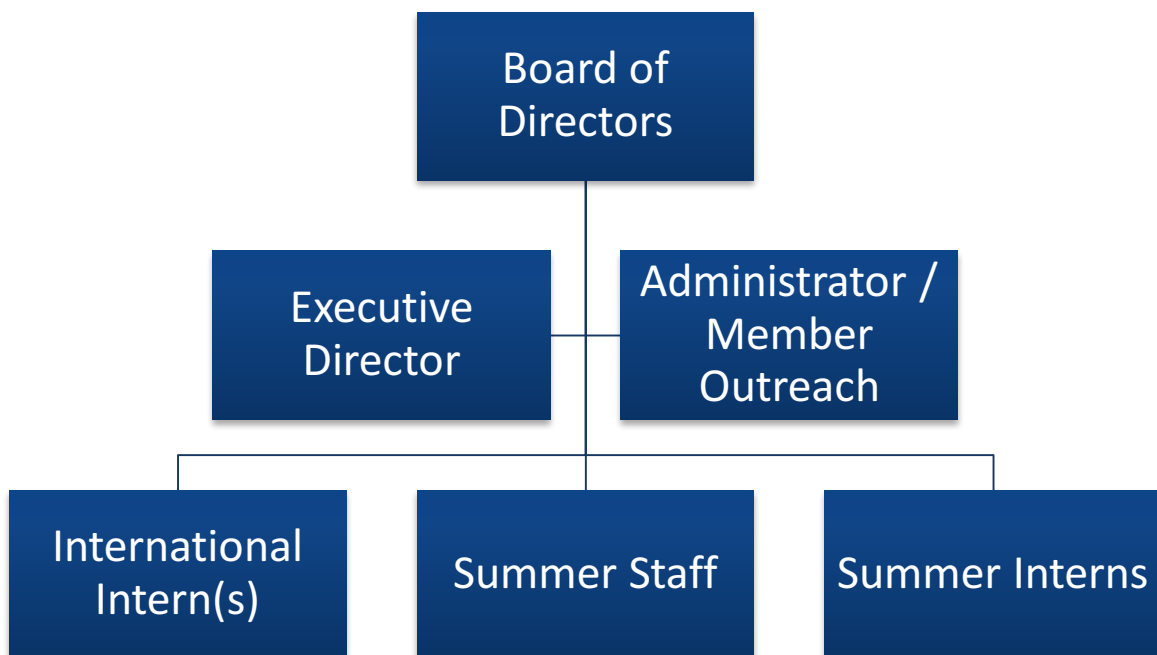 Board of
Directors
Executive
Director
Administrator /
Member
Outreach
International
Intern(s)
Summer Staff
Summer Interns